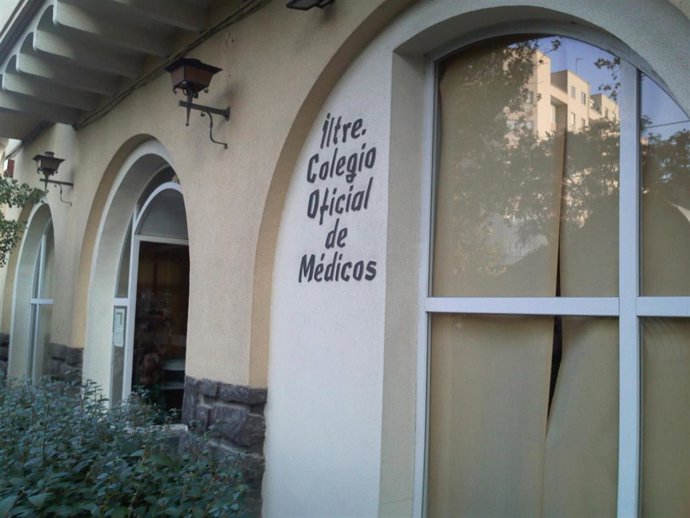 iltre.
Colegio
Oficial
de
Médicos